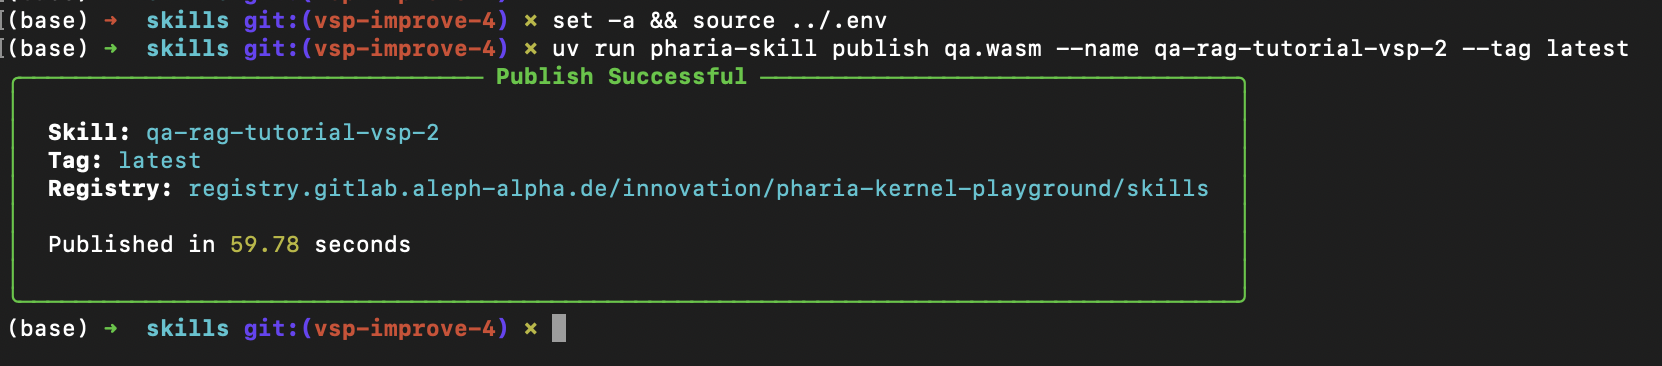 (base) ➜  skills git:(vsp-improve-4) ✗ set -a && source ../.env
(base) ➜  skills git:(vsp-improve-4) ✗ uv run pharia-skill publish qa.wasm --name qa-rag-tutorial-vsp-2 --tag latest
Publish Successful
Skill: qa-rag-tutorial-vsp-2
Tag: latest
Registry: registry.gitlab.aleph-alpha.de/innovation/pharia-kernel-playground/skills
Published in 59.78 seconds
(base) ➜  skills git:(vsp-improve-4) ✗